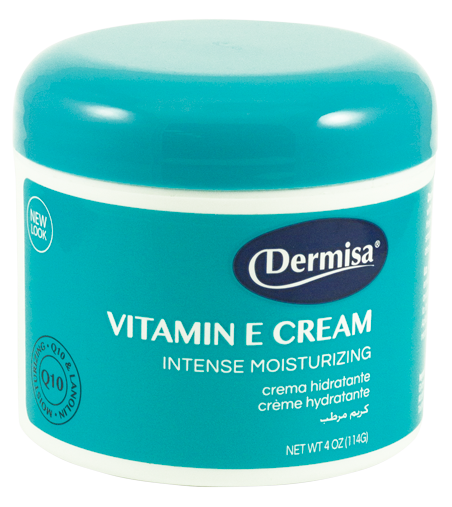 NEW
LOOK
Dermisa®
VITAMIN E CREAM
INTENSE MOISTURIZING
crema hidratante
crème hydratante
كريم مرطب
MOISTURIZING • Q10 & LANOLIN •
Q10
NET WT 4 OZ (114G)